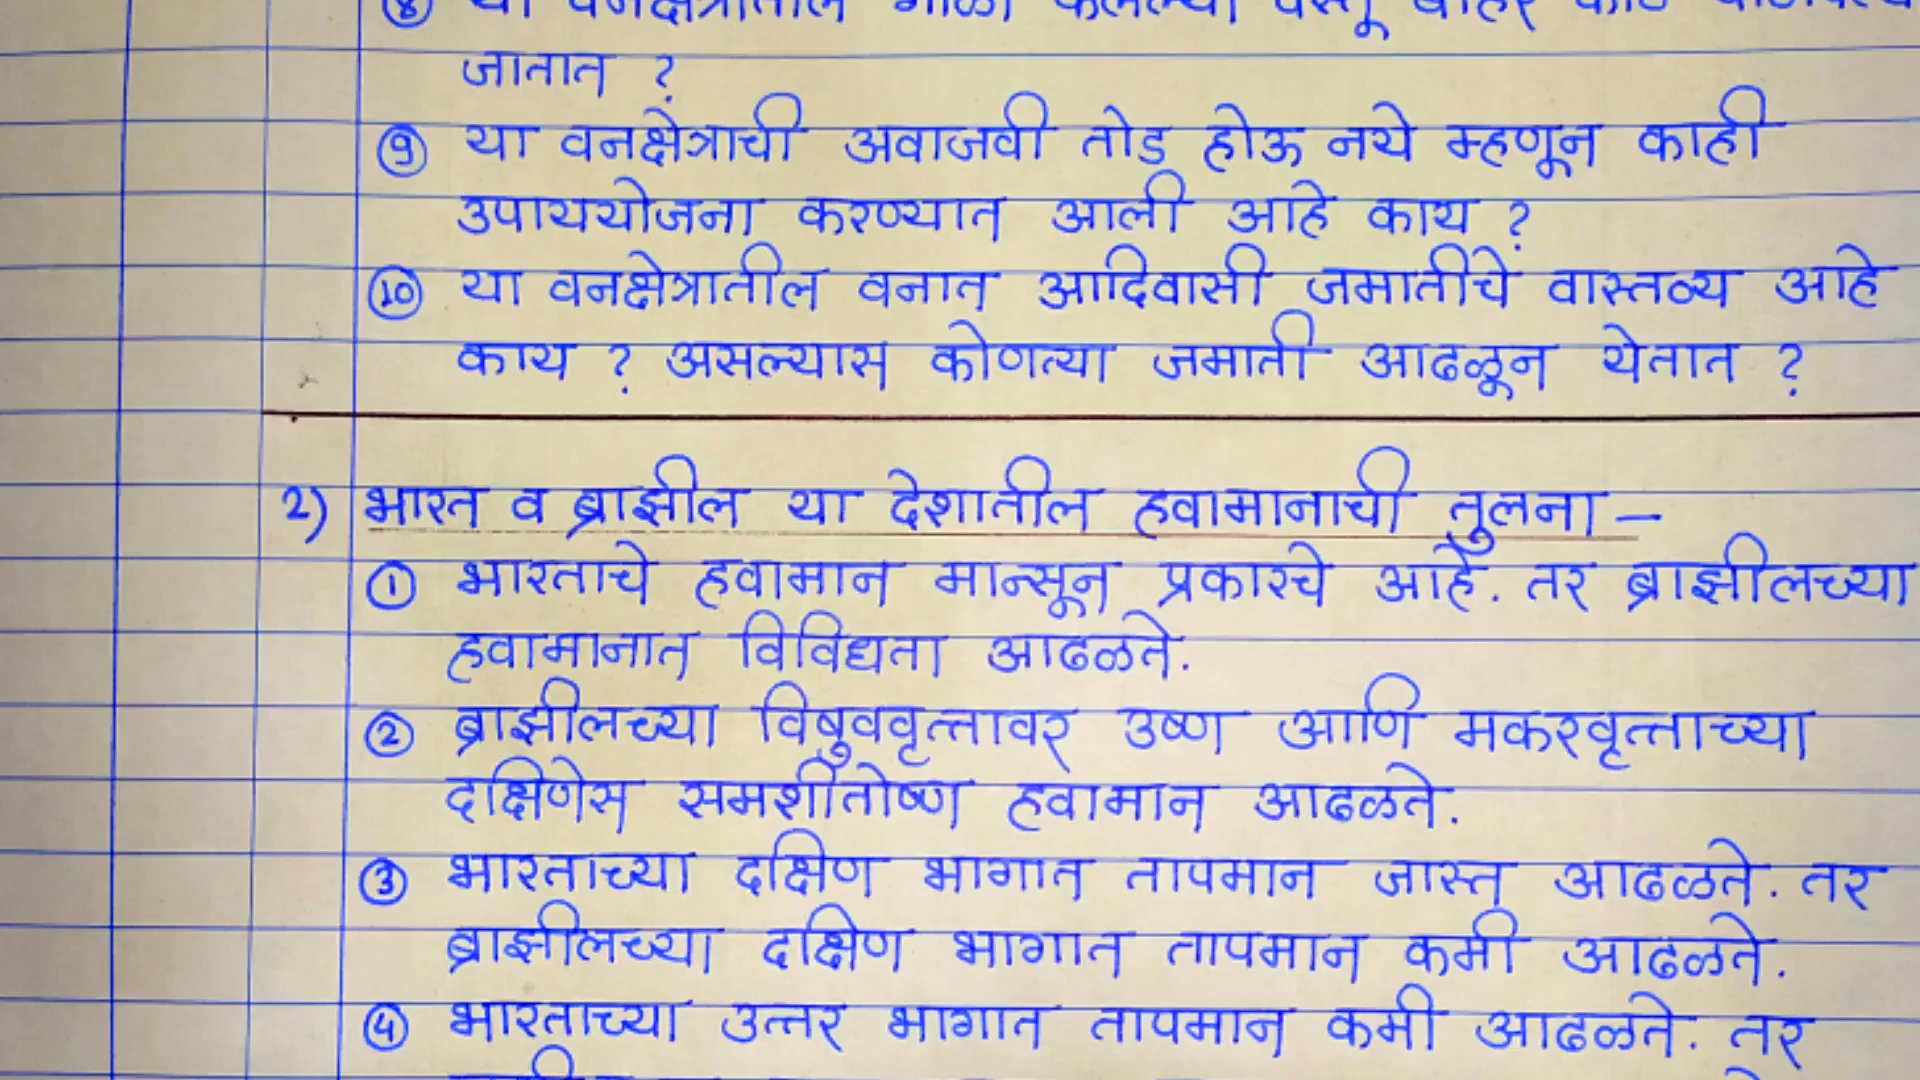 ⑧ या वनक्षेत्रातील गोळा केलेल्या वस्तू बाहेर कोठे
जातात ?
⑨ या वनक्षेत्राची अवाजवी तोड होऊ नये म्हणून काही
उपाययोजना करण्यात आली आहे काय ?
⑩ या वनक्षेत्रातील वनात आदिवासी जमातींचे वास्तव्य आहे
काय ? असल्यास कोणत्या जमाती आढळून येतात ?
2) भारत व ब्राझील या देशातील हवामानाची तुलना –
① भारताचे हवामान मान्सून प्रकारचे आहे. तर ब्राझीलच्या
हवामानात विविधता आढळते.
② ब्राझीलच्या विषुववृत्तावर उष्ण आणि मकरवृत्ताच्या
दक्षिणेस समशीतोष्ण हवामान आढळते.
③ भारताच्या दक्षिण भागात तापमान जास्त आढळते. तर
ब्राझीलच्या दक्षिण भागात तापमान कमी आढळते.
④ भारताच्या उत्तर भागात तापमान कमी आढळते. तर